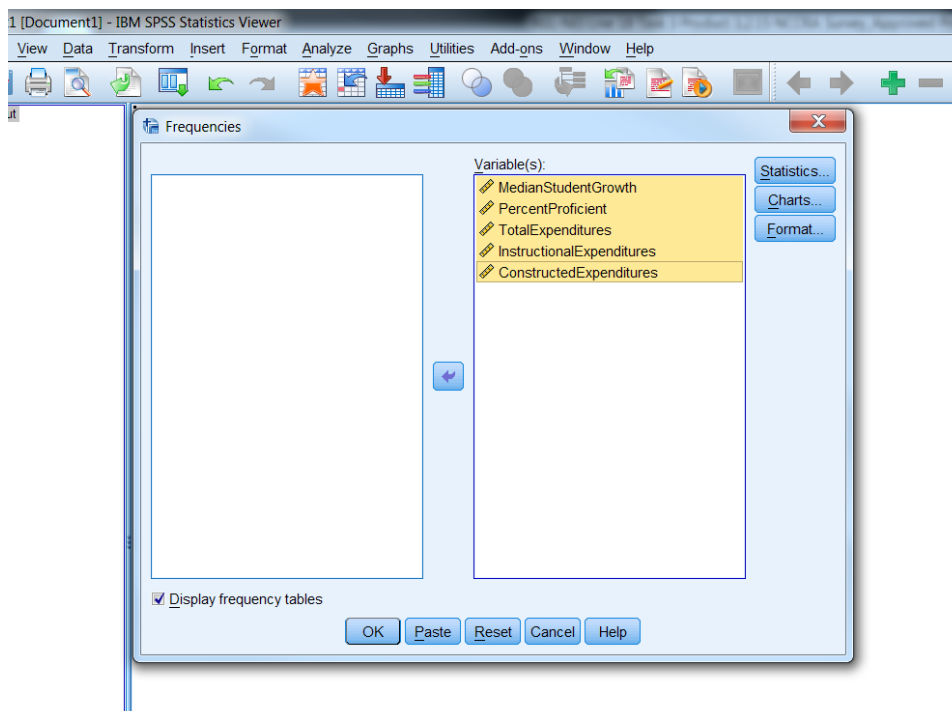 1 [Document1] - IBM SPSS Statistics Viewer
View Data Transform Insert Format Analyze Graphs Utilities Add-ons Window Help
ut
Frequencies
X
Variable(s):
MedianStudentGrowth
PercentProficient
TotalExpenditures
InstructionalExpenditures
ConstructedExpenditures
Statistics...
Charts...
Format...
Display frequency tables
OK Paste Reset Cancel Help